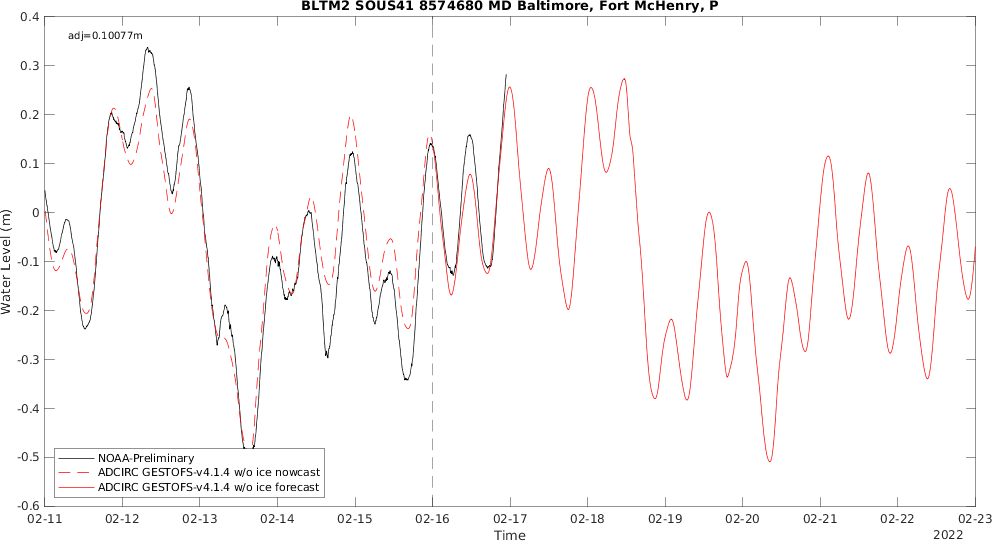 BLTM2 SOUS41 8574680 MD Baltimore, Fort McHenry, P
adj=0.10077m
0.4
0.3
0.2
0.1
0
-0.1
-0.2
-0.3
-0.4
-0.5
-0.6
Water Level (m)
NOAA-Preliminary
ADCIRC GESTOFS-v4.1.4 w/o ice nowcast
ADCIRC GESTOFS-v4.1.4 w/o ice forecast
02-11 02-12 02-13 02-14 02-15 02-16 02-17 02-18 02-19 02-20 02-21 02-22 02-23
Time
2022